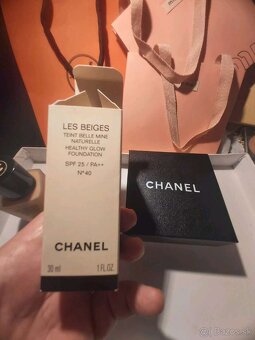 LES BEIGES
TEINT BELLE MINE
NATURELLE
HEALTHY GLOW
FOUNDATION
SPF 25 / PA++
N°40
CHANEL
30 ml 1 FL.OZ.
CHANEL